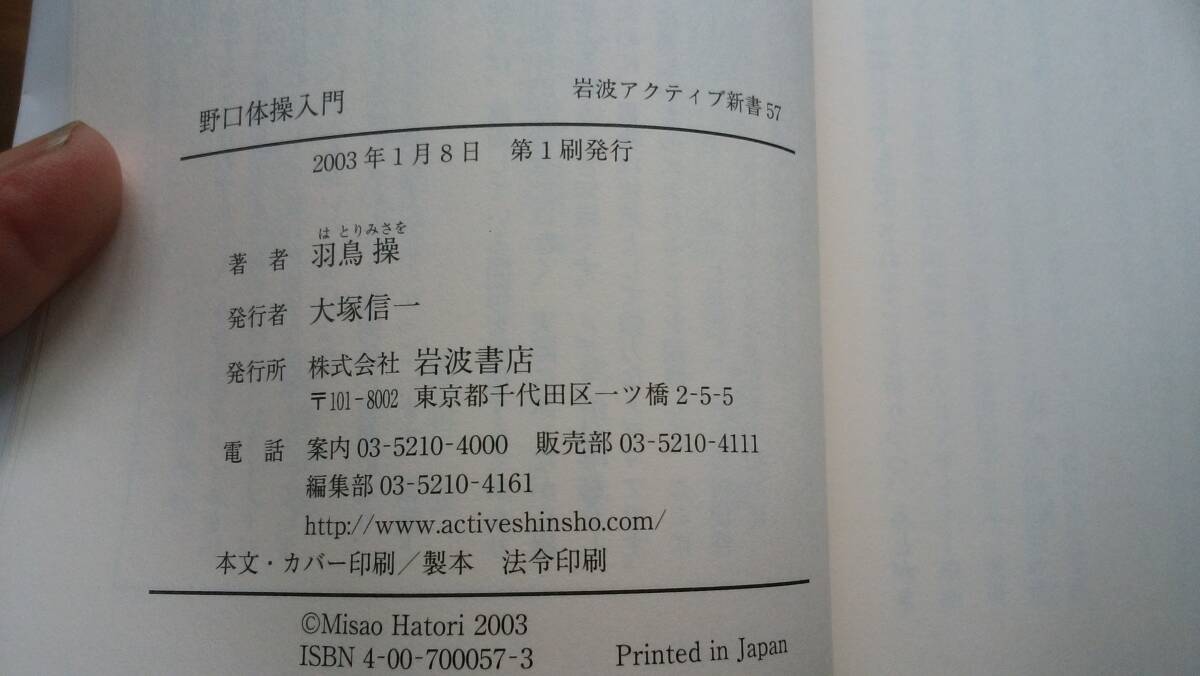 野口体操入門　岩波アクティブ新書57
2003年1月8日　第1刷発行
はとりみさを
著　者　羽鳥 操
発行者　大塚信一
発行所　株式会社 岩波書店
〒101-8002 東京都千代田区一ツ橋2-5-5
電　話　案内 03-5210-4000　販売部 03-5210-4111
編集部 03-5210-4161
http://www.activeshinsho.com/
本文・カバー印刷／製本　法令印刷
©Misao Hatori 2003
ISBN 4-00-700057-3　Printed in Japan